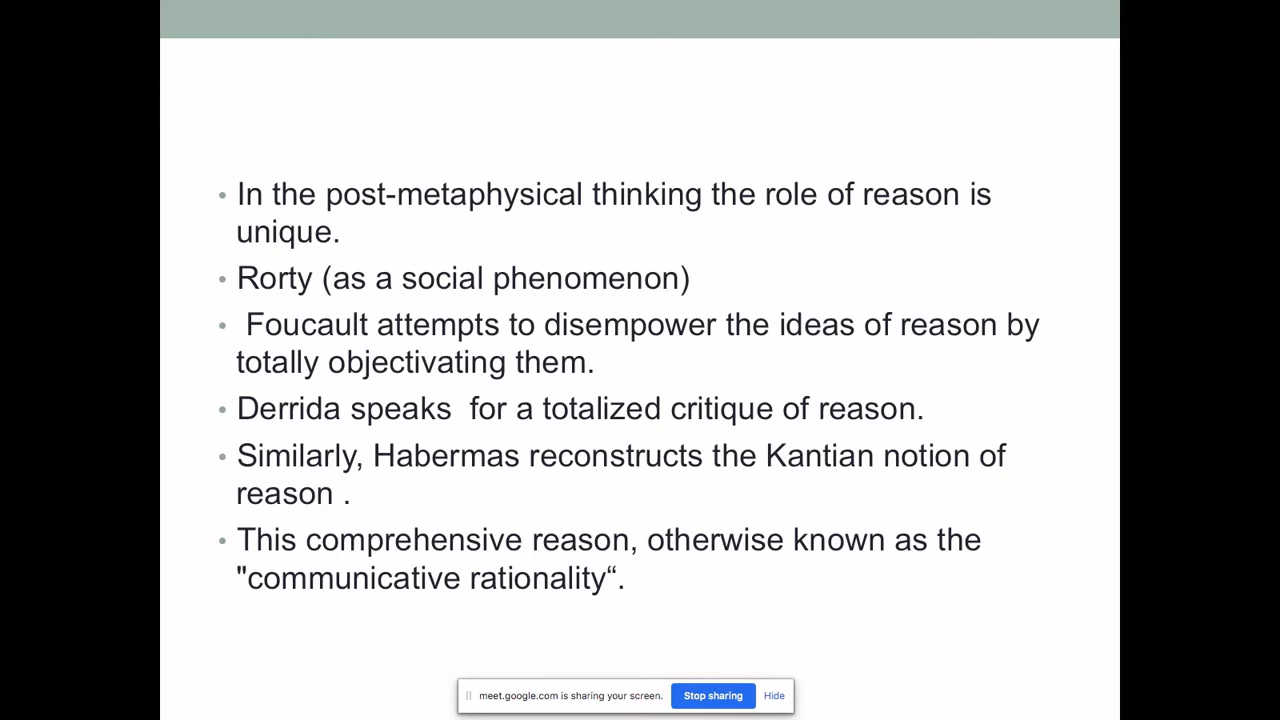 • In the post-metaphysical thinking the role of reason is
unique.
• Rorty (as a social phenomenon)
•  Foucault attempts to disempower the ideas of reason by
totally objectivating them.
• Derrida speaks  for a totalized critique of reason.
• Similarly, Habermas reconstructs the Kantian notion of
reason .
• This comprehensive reason, otherwise known as the
"communicative rationality“.
meet.google.com is sharing your screen. Stop sharing Hide